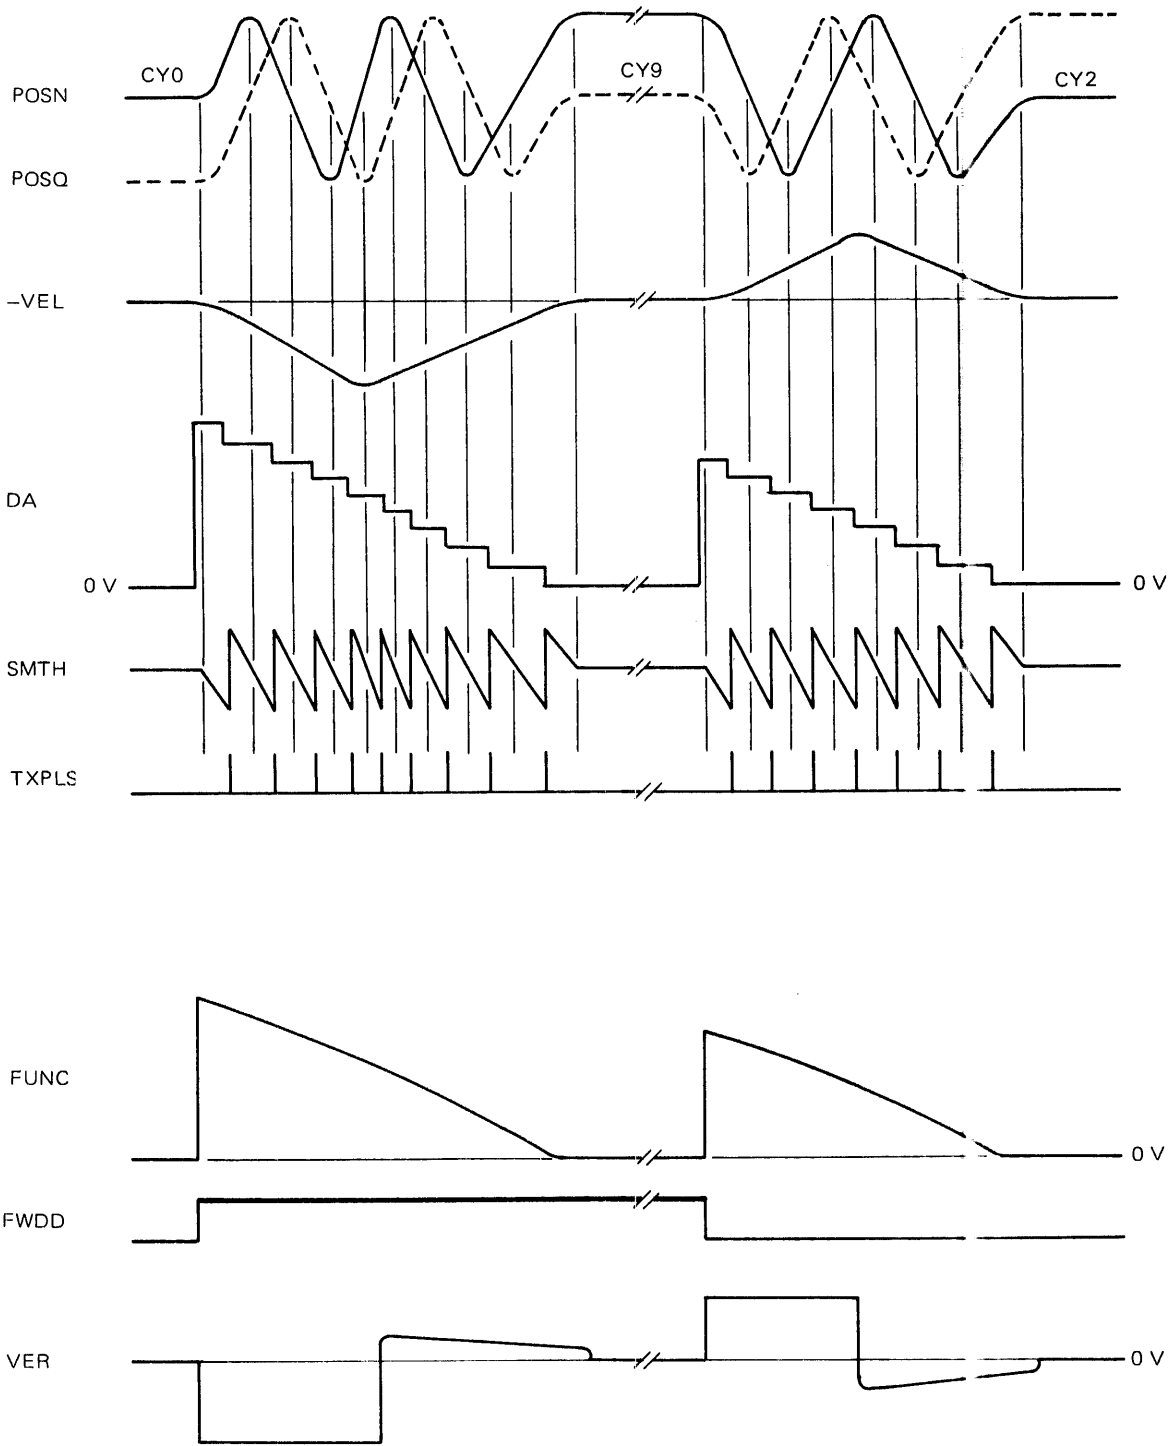 CY0
CY9
CY2
POSN
POSQ
–VEL
DA
0 V
0 V
SMTH
TXPLS
FUNC
0 V
FWDD
VER
0 V